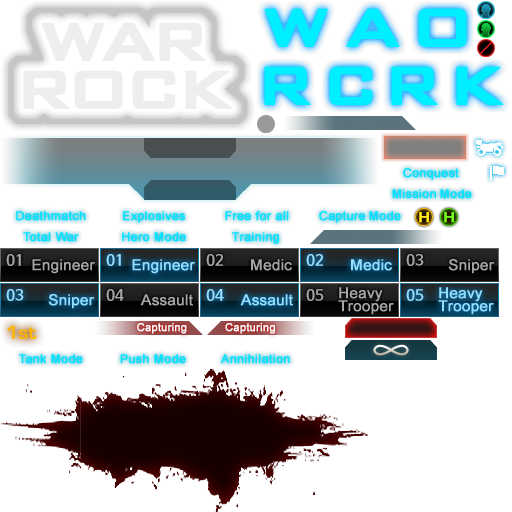 WAR
ROCK
W A O
R C R K
Conquest
Mission Mode
Deathmatch Explosives Free for all Capture Mode H H
Total War Hero Mode Training
01 Engineer 01 Engineer 02 Medic 02 Medic 03 Sniper
03 Sniper 04 Assault 04 Assault 05 Heavy Trooper 05 Heavy Trooper
1st Capturing Capturing
Tank Mode Push Mode Annihilation